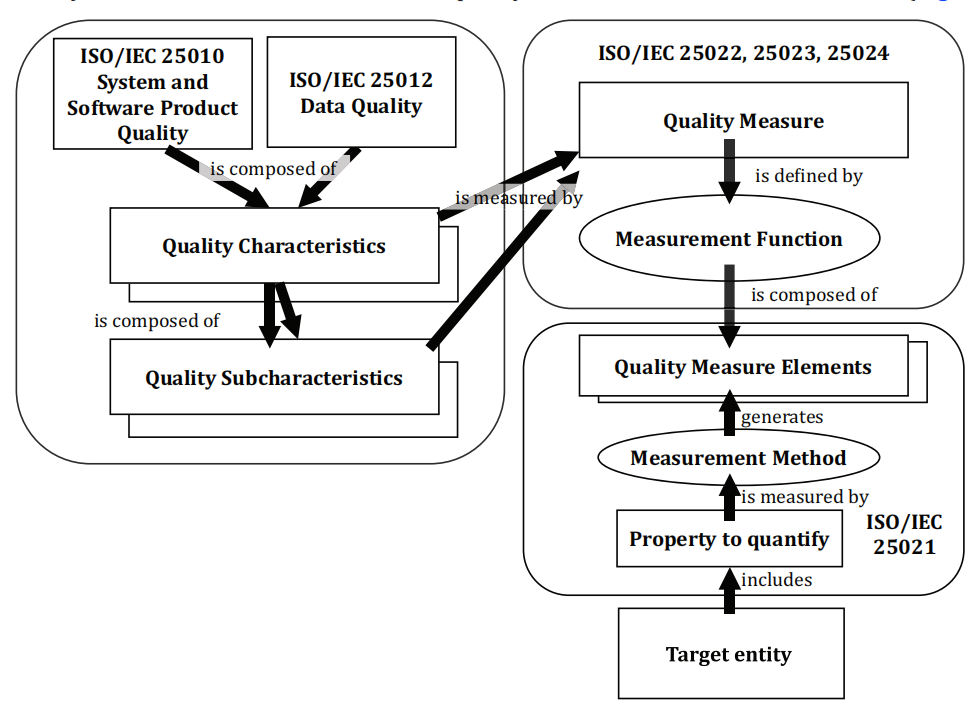 ISO/IEC 25010
System and
Software Product
Quality
ISO/IEC 25012
Data Quality
is composed of
Quality Characteristics
is composed of
Quality Subcharacteristics
is measured by
ISO/IEC 25022, 25023, 25024
Quality Measure
is defined by
Measurement Function
is composed of
Quality Measure Elements
generates
Measurement Method
is measured by
Property to quantify
ISO/IEC
25021
includes
Target entity